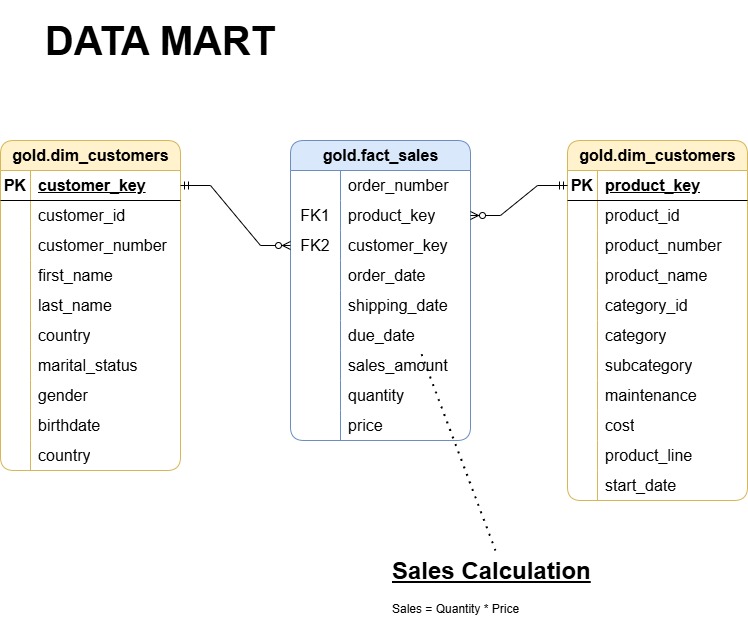 DATA MART
gold.dim_customers
PK customer_key
customer_id
customer_number
first_name
last_name
country
marital_status
gender
birthdate
country
gold.fact_sales
order_number
FK1 product_key
FK2 customer_key
order_date
shipping_date
due_date
sales_amount
quantity
price
gold.dim_customers
PK product_key
product_id
product_number
product_name
category_id
category
subcategory
maintenance
cost
product_line
start_date
Sales Calculation
Sales = Quantity * Price